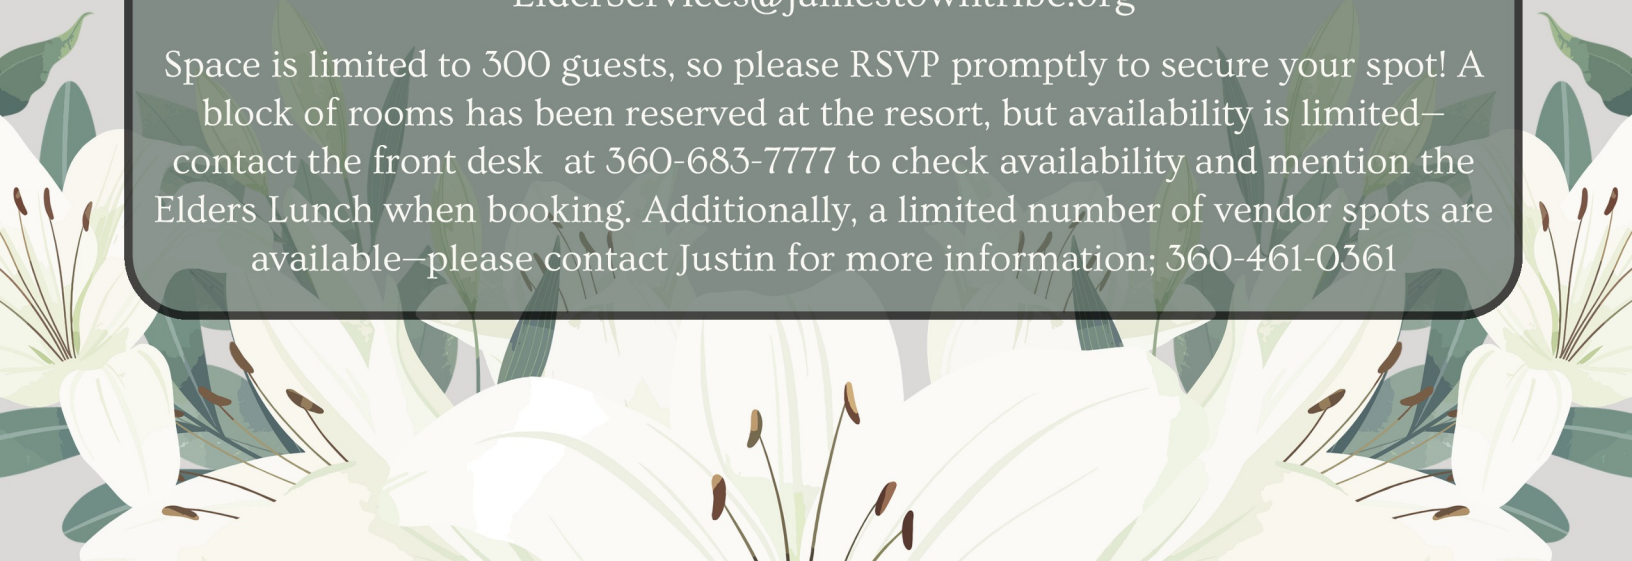 ElderServices@jamestowntribe.org
Space is limited to 300 guests, so please RSVP promptly to secure your spot! A
block of rooms has been reserved at the resort, but availability is limited—
contact the front desk  at 360-683-7777 to check availability and mention the
Elders Lunch when booking. Additionally, a limited number of vendor spots are
available—please contact Justin for more information; 360-461-0361